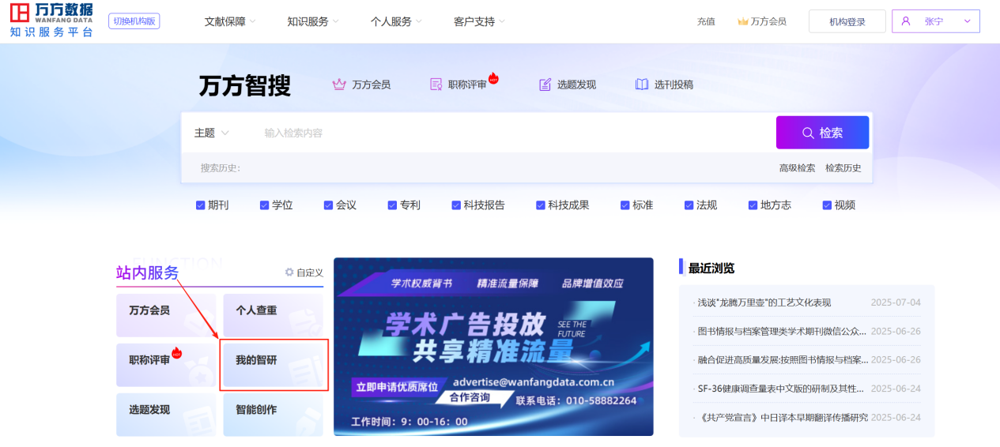 万方数据
WANFANG DATA
知识服务平台
切换机构版
文献保障
知识服务
个人服务
客户支持
充值
万方会员
机构登录
张宁
万方智搜
万方会员
职称评审
HOT
选题发现
选刊投稿
主题
输入检索内容
检索
搜索历史:
高级检索
检索历史
期刊
学位
会议
专利
科技报告
科技成果
标准
法规
地方志
视频
FUNCTION
站内服务
自定义
万方会员
个人查重
职称评审
HOT
我的智研
选题发现
智能创作
学术权威背书 精准流量保障 品牌增值效应
学术广告投放
SEE THE
FUTURE
共享精准流量
立即申请优质席位
advertise@wanfangdata.com.cn
合作咨询
联系电话：010-58882264
工作时间：9：00-16：00
最近浏览
· 浅谈"龙腾万里壶"的工艺文化表现 2025-07-04
· 图书情报与档案管理类学术期刊微信公众... 2025-06-26
· 融合促进高质量发展:按照图书情报与档案... 2025-06-26
· SF-36健康调查量表中文版的研制及其性... 2025-06-24
· 《共产党宣言》中日译本早期翻译传播研究 2025-06-24